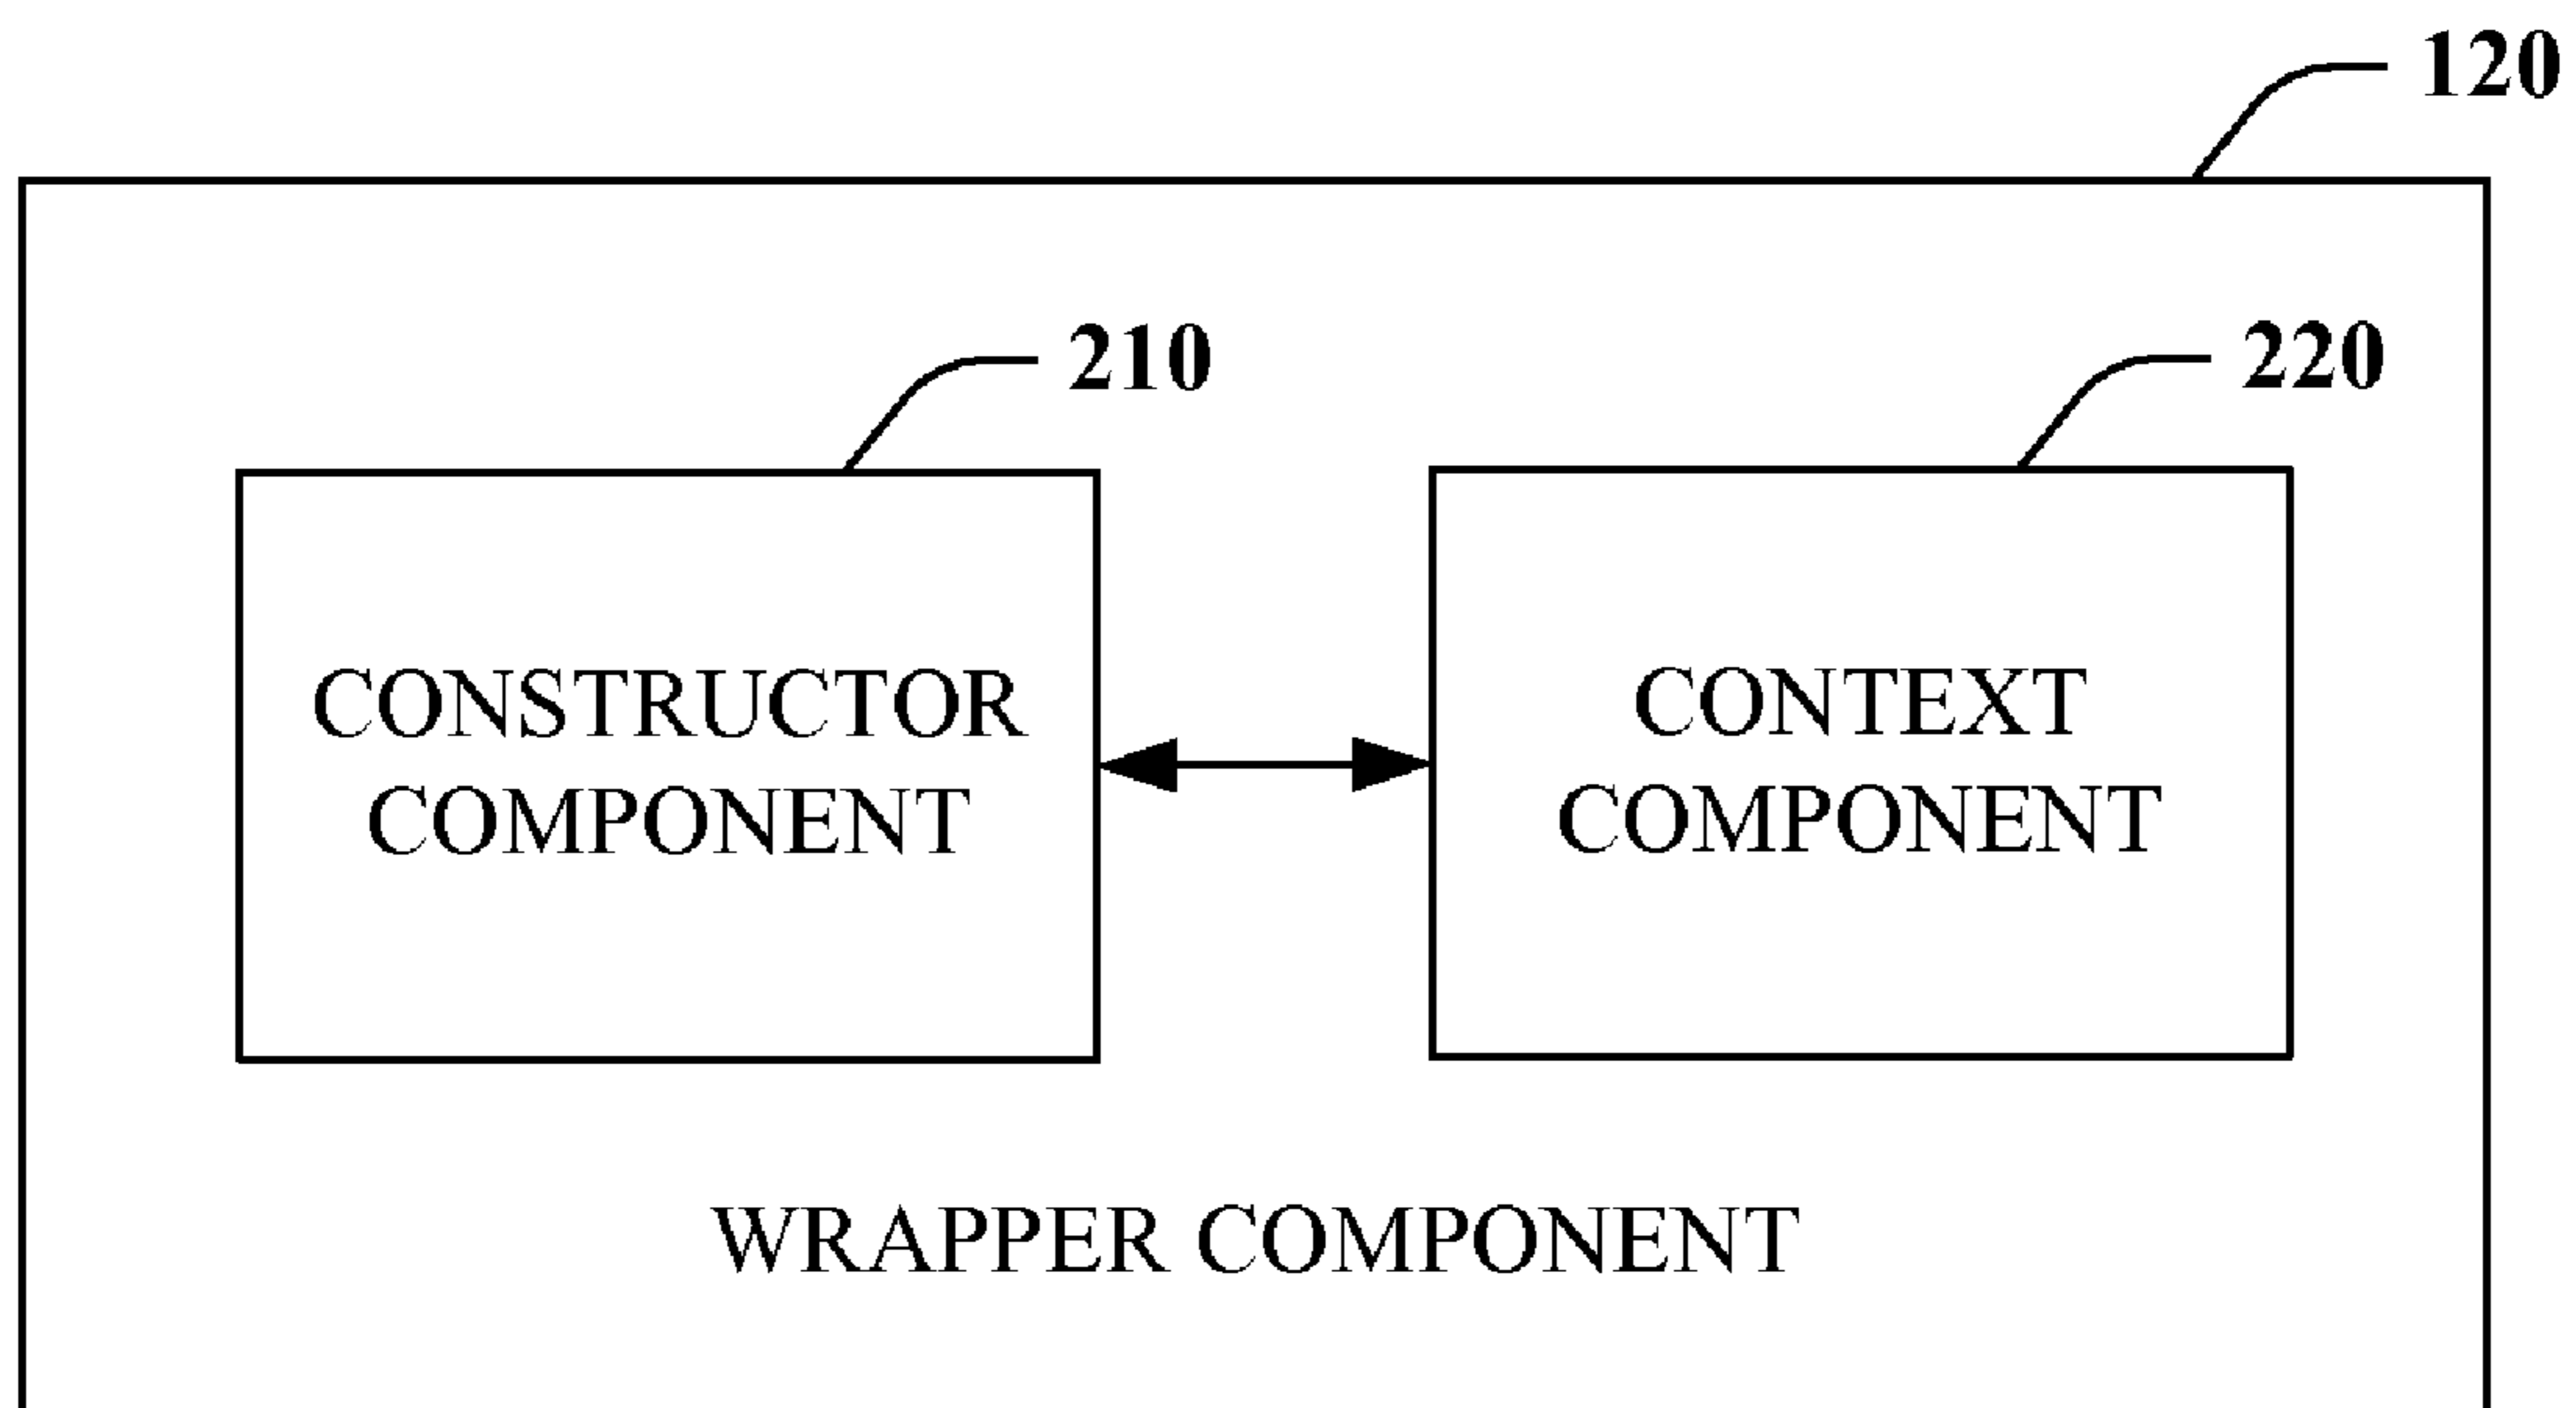 120
210
220
CONSTRUCTOR
COMPONENT
CONTEXT
COMPONENT
WRAPPER COMPONENT